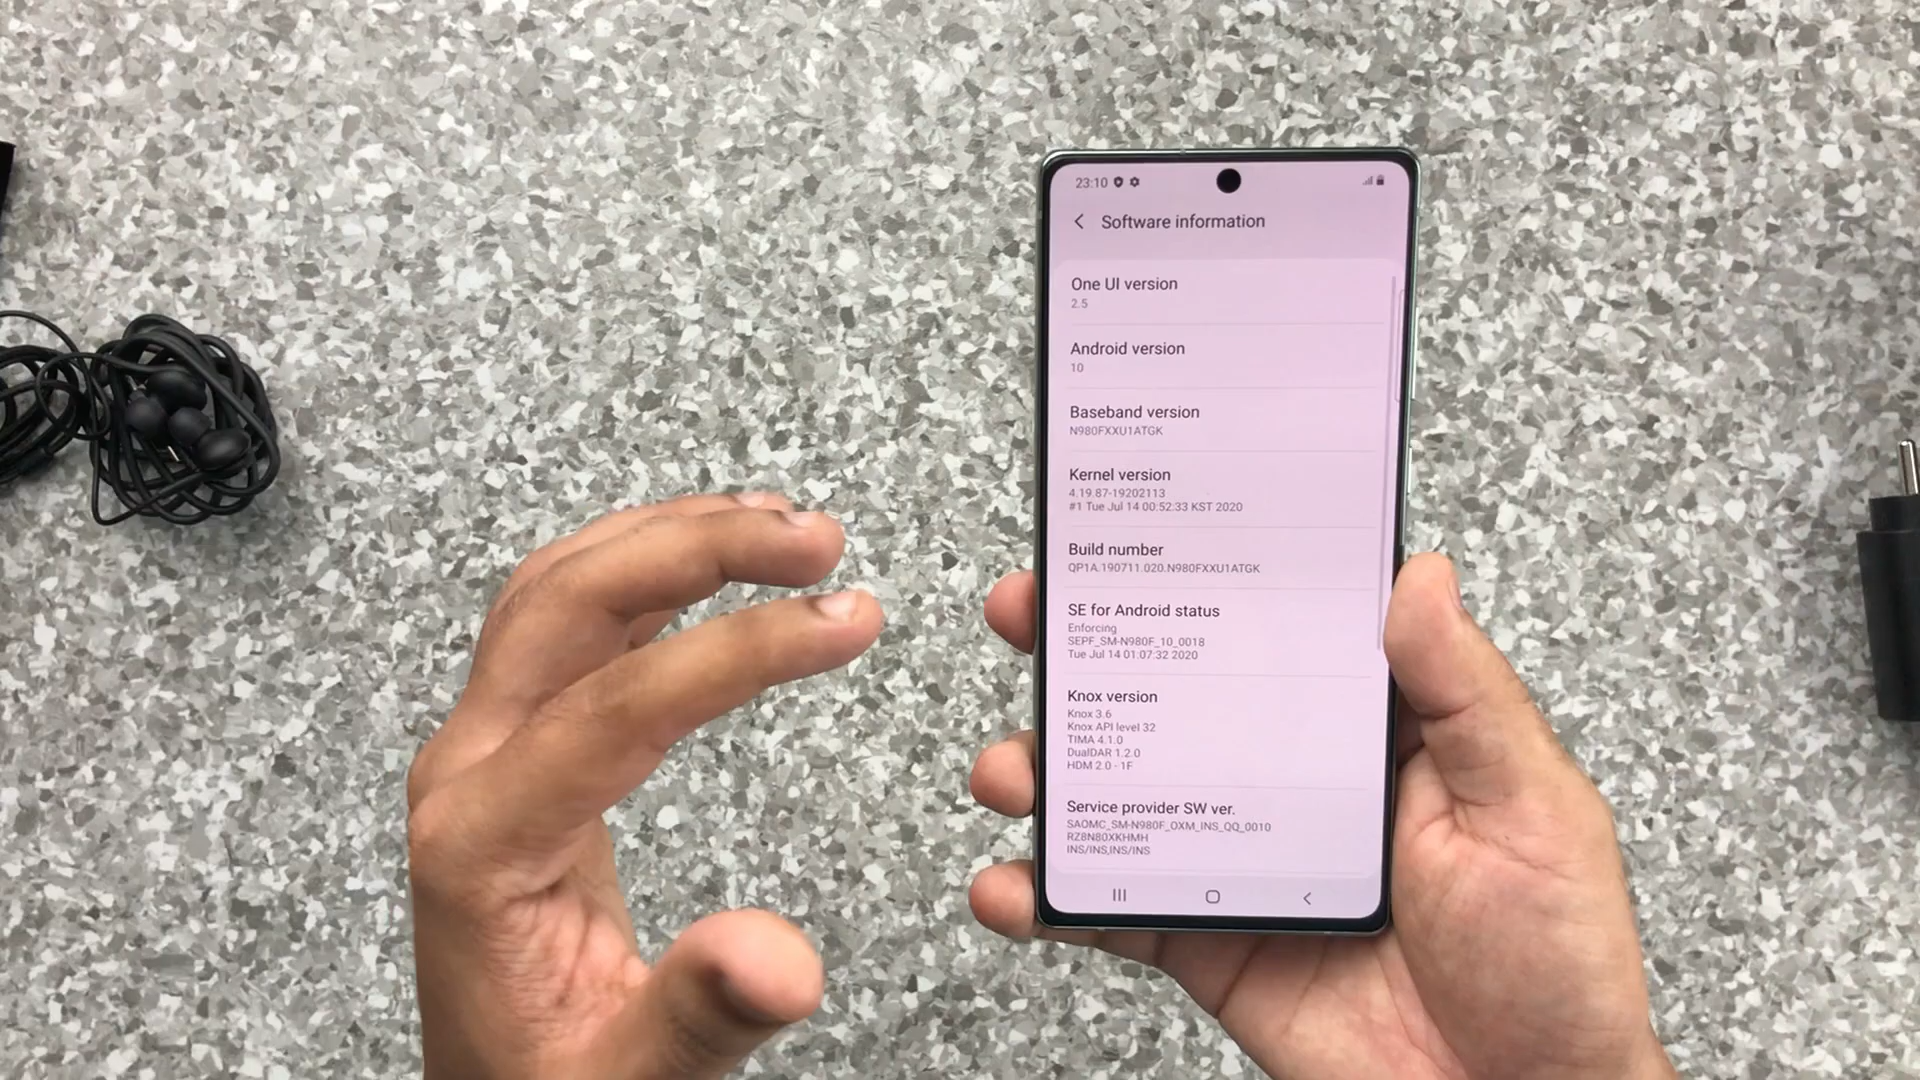 23:10
Software information
One UI version
2.5
Android version
10
Baseband version
N980FXXU1ATGK
Kernel version
4.19.87-19202113
#1 Tue Jul 14 00:52:33 KST 2020
Build number
QP1A.190711.020.N980FXXU1ATGK
SE for Android status
Enforcing
SEPF_SM-N980F_10_0018
Tue Jul 14 01:07:32 2020
Knox version
Knox 3.6
Knox API level 32
TIMA 4.1.0
DualDAR 1.2.0
HDM 2.0 - 1F
Service provider SW ver.
SAOMC_SM-N980F_OXM_INS_QQ_0010
RZ8N80XKHMH
INS/INS,INS/INS